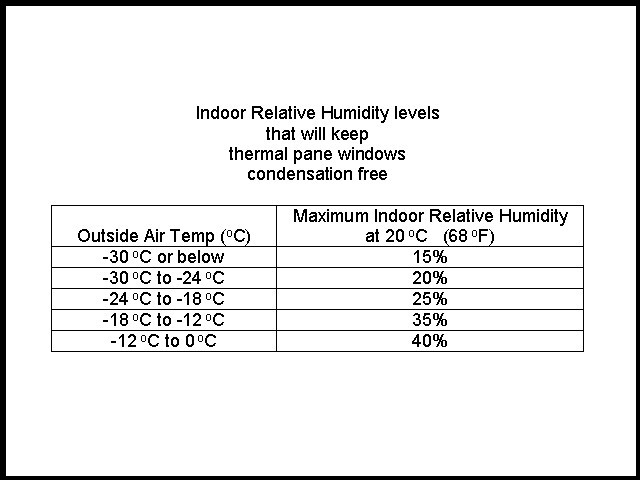 Indoor Relative Humidity levels
that will keep
thermal pane windows
condensation free
Maximum Indoor Relative Humidity
Outside Air Temp (ºC) at 20 ºC (68 ºF)
-30 ºC or below 15%
-30 ºC to -24 ºC 20%
-24 ºC to -18 ºC 25%
-18 ºC to -12 ºC 35%
-12 ºC to 0 ºC 40%